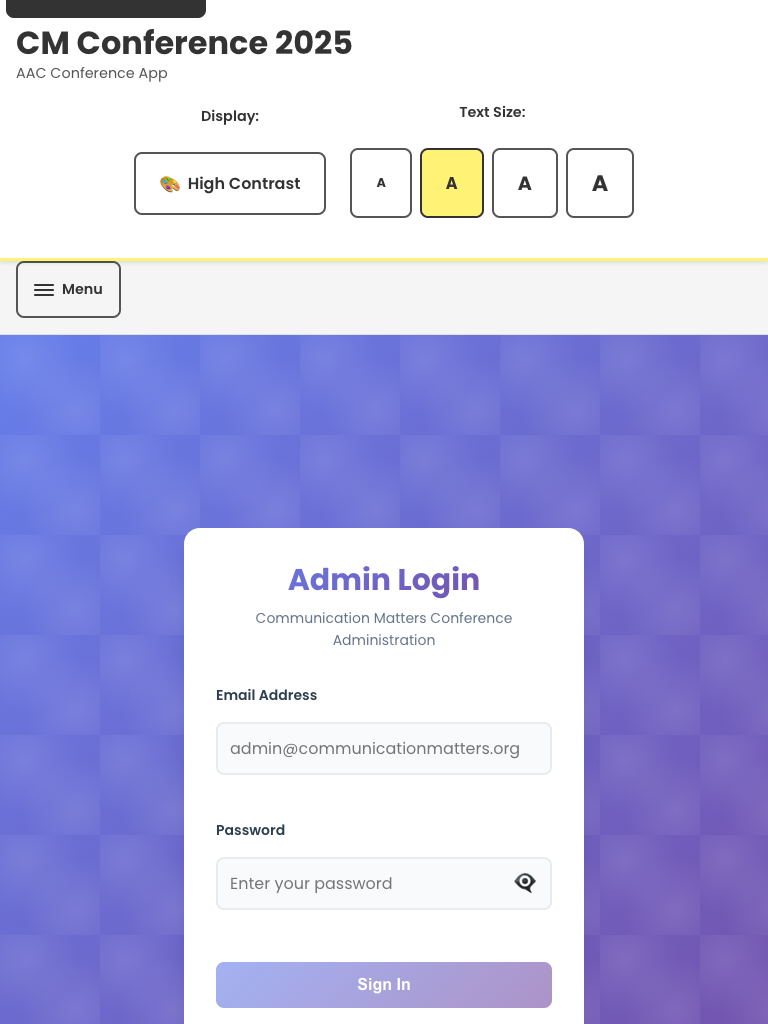 CM Conference 2025
AAC Conference App
Display:
Text Size:
High Contrast
A
A
A
A
Menu
Admin Login
Communication Matters Conference
Administration
Email Address
admin@communicationmatters.org
Password
Enter your password
Sign In